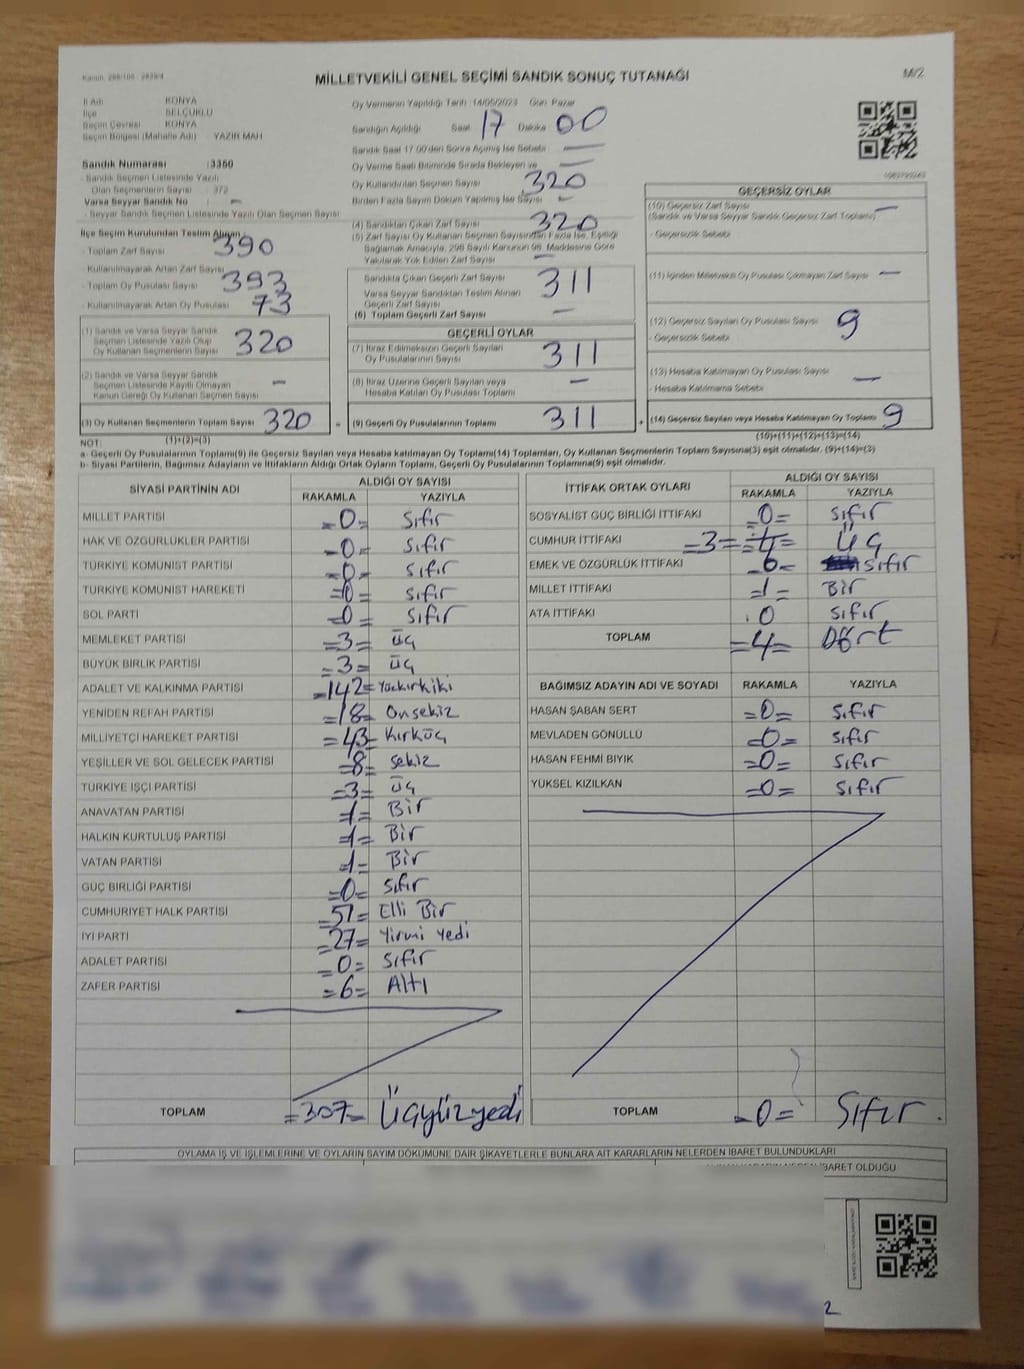 Kanun: 298/105 - 2839/4
MİLLETVEKİLİ GENEL SEÇİMİ SANDIK SONUÇ TUTANAĞI
M/2
İl Adı KONYA
İlçe SELÇUKLU
Seçim Çevresi KONYA
Seçim Bölgesi (Mahalle Adı) YAZIR MAH
Sandık Numarası :3360
- Sandık Seçmen Listesinde Yazılı
Olan Seçmenlerin Sayısı : 372
Varsa Seyyar Sandık No –
- Seyyar Sandık Seçmen Listesinde Yazılı Olan Seçmen Sayısı
İlçe Seçim Kurulundan Teslim Alınan
- Toplam Zarf Sayısı 390
- Kullanılmayarak Artan Zarf Sayısı
- Toplam Oy Pusulası Sayısı 393
- Kullanılmayarak Artan Oy Pusulası 73
(1) Sandık ve Varsa Seyyar Sandık
Seçmen Listesinde Yazılı Olup
Oy Kullanan Seçmenlerin Sayısı 320
(2) Sandık ve Varsa Seyyar Sandık
Seçmen Listesinde Kayıtlı Olmayan
Kanun Gereği Oy Kullanan Seçmen Sayısı –
(3) Oy Kullanan Seçmenlerin Toplam Sayısı 320 =
(1)+(2)=(3)
Oy Vermenin Yapıldığı Tarih :14/05/2023 Gün: Pazar
Sandığın Açıldığı Saat 17 Dakika 00
Sandık Saat 17.00'den Sonra Açılmış İse Sebebi –
Oy Verme Saati Bitiminde Sırada Bekleyen ve –
Oy Kullandırılan Seçmen Sayısı 320
Birden Fazla Sayım Döküm Yapılmış İse Sayısı –
(4) Sandıktan Çıkan Zarf Sayısı 320
(5) Zarf Sayısı Oy Kullanan Seçmen Sayısından Fazla İse, Eşitliği
Sağlamak Amacıyla, 298 Sayılı Kanunun 98. Maddesine Göre
Yakılarak Yok Edilen Zarf Sayısı –
Sandıkta Çıkan Geçerli Zarf Sayısı 311
Varsa Seyyar Sandıktan Teslim Alınan
Geçerli Zarf Sayısı
(6) Toplam Geçerli Zarf Sayısı –
GEÇERLİ OYLAR
(7) İtiraz Edilmeksizin Geçerli Sayılan
Oy Pusulalarının Sayısı 311
(8) İtiraz Üzerine Geçerli Sayılan veya
Hesaba Katılan Oy Pusulası Toplamı –
(9) Geçerli Oy Pusulalarının Toplamı 311 +
GEÇERSİZ OYLAR
(10) Geçersiz Zarf Sayısı –
(Sandık ve Varsa Seyyar Sandık Geçersiz Zarf Toplamı)
- Geçersizlik Sebebi
(11) İçinden Milletvekili Oy Pusulası Çıkmayan Zarf Sayısı –
(12) Geçersiz Sayılan Oy Pusulası Sayısı 9
- Geçersizlik Sebebi
(13) Hesaba Katılmayan Oy Pusulası Sayısı –
- Hesaba Katılmama Sebebi
(14) Geçersiz Sayılan veya Hesaba Katılmayan Oy Toplamı 9
(10)+(11)+(12)+(13)=(14)
NOT:
a- Geçerli Oy Pusulalarının Toplamı(9) ile Geçersiz Sayılan veya Hesaba katılmayan Oy Toplamı(14) Toplamları, Oy Kullanan Seçmenlerin Toplam Sayısına(3) eşit olmalıdır. (9)+(14)=(3)
b- Siyasi Partilerin, Bağımsız Adayların ve İttifakların Aldığı Ortak Oyların Toplamı, Geçerli Oy Pusulalarının Toplamına(9) eşit olmalıdır.
SİYASİ PARTİNİN ADI ALDIĞI OY SAYISI
RAKAMLA YAZIYLA
MİLLET PARTİSİ =0= Sıfır
HAK VE ÖZGÜRLÜKLER PARTİSİ =0= Sıfır
TÜRKİYE KOMÜNİST PARTİSİ =0= Sıfır
TÜRKİYE KOMÜNİST HAREKETİ =0= Sıfır
SOL PARTİ =0= Sıfır
MEMLEKET PARTİSİ =3= üç
BÜYÜK BİRLİK PARTİSİ =3= üç
ADALET VE KALKINMA PARTİSİ =142= Yüzkırkiki
YENİDEN REFAH PARTİSİ =18= Onsekiz
MİLLİYETÇİ HAREKET PARTİSİ =43= Kırküç
YEŞİLLER VE SOL GELECEK PARTİSİ =8= Sekiz
TÜRKİYE İŞÇİ PARTİSİ =3= üç
ANAVATAN PARTİSİ =1= Bir
HALKIN KURTULUŞ PARTİSİ =1= Bir
VATAN PARTİSİ =1= Bir
GÜÇ BİRLİĞİ PARTİSİ =0= Sıfır
CUMHURİYET HALK PARTİSİ =51= Elli Bir
İYİ PARTİ =27= Yirmi Yedi
ADALET PARTİSİ =0= Sıfır
ZAFER PARTİSİ =6= Altı
TOPLAM =307= Üçyüzyedi
İTTİFAK ORTAK OYLARI ALDIĞI OY SAYISI
RAKAMLA YAZIYLA
SOSYALİST GÜÇ BİRLİĞİ İTTİFAKI =0= Sıfır
CUMHUR İTTİFAKI =3= =4= Üç
EMEK VE ÖZGÜRLÜK İTTİFAKI =0= Sıfır
MİLLET İTTİFAKI =1= Bir
ATA İTTİFAKI 0 Sıfır
TOPLAM =4= Dört
BAĞIMSIZ ADAYIN ADI VE SOYADI RAKAMLA YAZIYLA
HASAN ŞABAN SERT =0= Sıfır
MEVLADEN GÖNÜLLÜ =0= Sıfır
HASAN FEHMİ BIYIK =0= Sıfır
YÜKSEL KIZILKAN =0= Sıfır
TOPLAM =0= Sıfır.
OYLAMA İŞ VE İŞLEMLERİNE VE OYLARIN SAYIM DÖKÜMÜNE DAİR ŞİKAYETLERLE BUNLARA AİT KARARLARIN NELERDEN İBARET BULUNDUKLARI
İBARET OLDUĞU
2